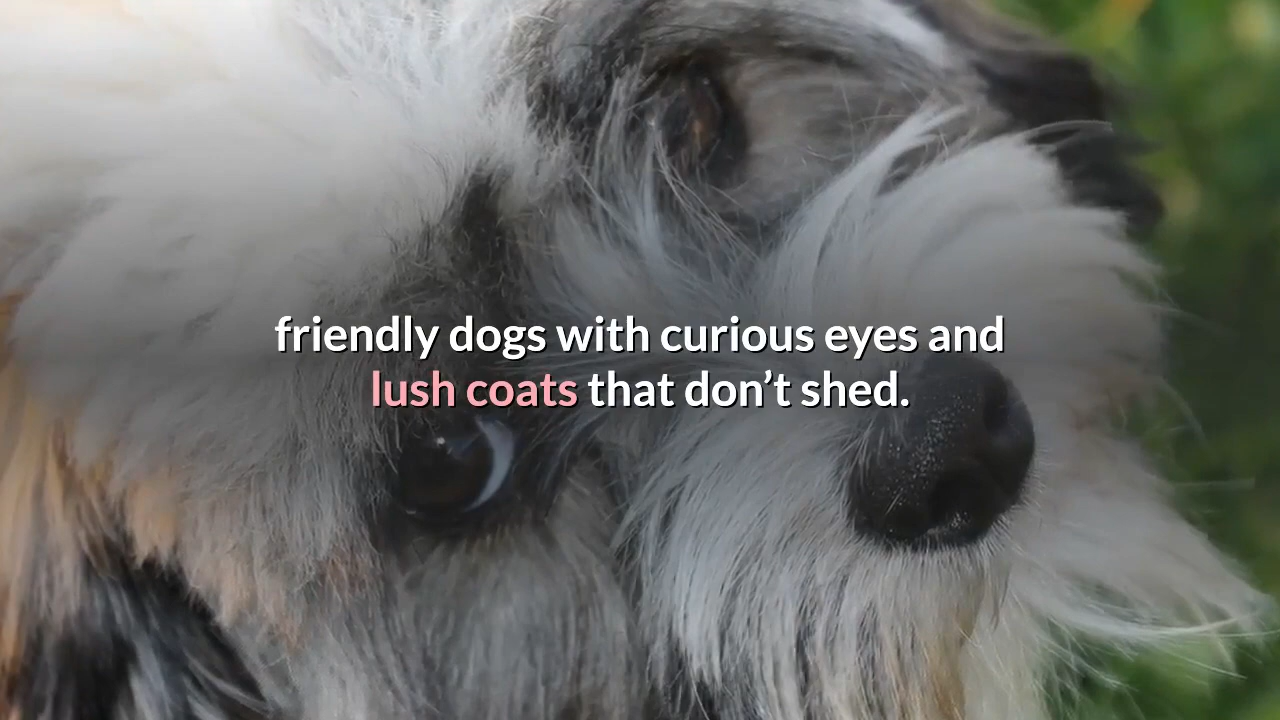 friendly dogs with curious eyes and
lush coats that don’t shed.